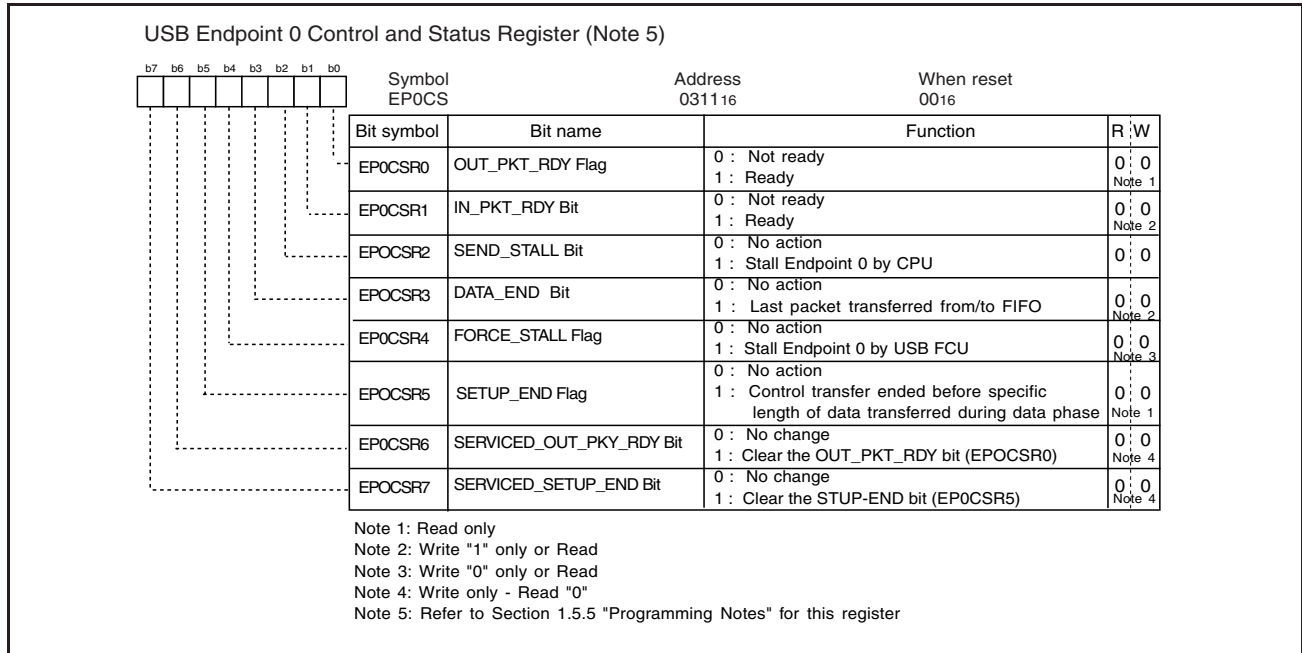 USB Endpoint 0 Control and Status Register (Note 5)
b7 b6 b5 b4 b3 b2 b1 b0
Symbol Address When reset
EP0CS 031116 0016
Bit symbol Bit name Function R W
EP0CSR0 OUT_PKT_RDY Flag 0 : Not ready
1 : Ready
0 0
Note 1
EP0CSR1 IN_PKT_RDY Bit 0 : Not ready
1 : Ready
0 0
Note 2
EPOCSR2 SEND_STALL Bit 0 : No action
1 : Stall Endpoint 0 by CPU
0 0
EPOCSR3 DATA_END Bit 0 : No action
1 : Last packet transferred from/to FIFO
0 0
Note 2
EP0CSR4 FORCE_STALL Flag 0 : No action
1 : Stall Endpoint 0 by USB FCU
0 0
Note 3
EPOCSR5 SETUP_END Flag 0 : No action
1 : Control transfer ended before specific
length of data transferred during data phase
0 0
Note 1
EP0CSR6 SERVICED_OUT_PKY_RDY Bit 0 : No change
1 : Clear the OUT_PKT_RDY bit (EPOCSR0)
0 0
Note 4
EPOCSR7 SERVICED_SETUP_END Bit 0 : No change
1 : Clear the STUP-END bit (EP0CSR5)
0 0
Note 4
Note 1: Read only
Note 2: Write "1" only or Read
Note 3: Write "0" only or Read
Note 4: Write only - Read "0"
Note 5: Refer to Section 1.5.5 "Programming Notes" for this register